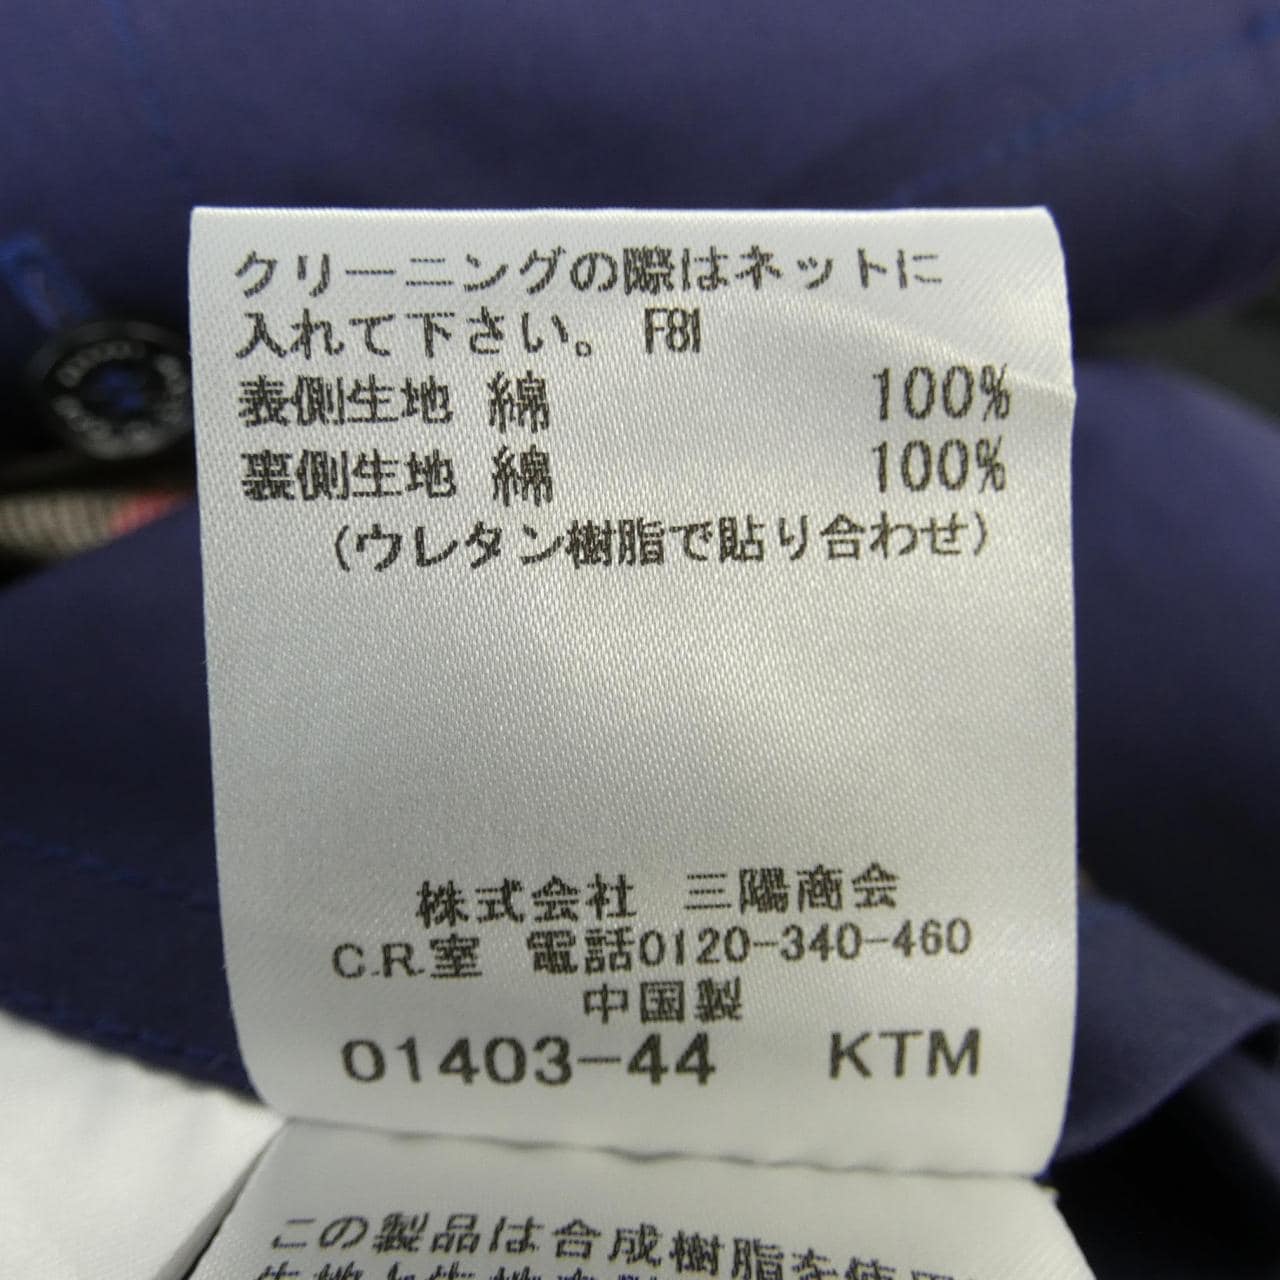 クリーニングの際はネットに
入れて下さい。 F81
表側生地 綿 100%
裏側生地 綿 100%
(ウレタン樹脂で貼り合わせ)
株式会社 三陽商会
C.R.室 電話0120-340-460
中国製
01403-44 KTM
この製品は合成樹脂を使用